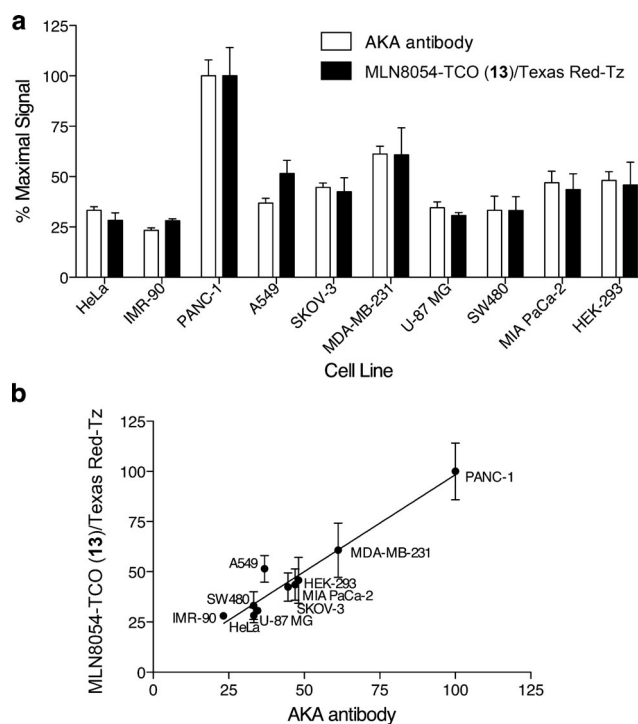 a
AKA antibody
MLN8054-TCO (13)/Texas Red-Tz
% Maximal Signal
125
100
75
50
25
0
HeLa
IMR-90
PANC-1
A549
SKOV-3
MDA-MB-231
U-87 MG
SW480
MIA PaCa-2
HEK-293
Cell Line
b
MLN8054-TCO (13)/Texas Red-Tz
125
100
75
50
25
0
PANC-1
MDA-MB-231
A549
HEK-293
MIA PaCa-2
SKOV-3
SW480
IMR-90
U-87 MG
HeLa
0 25 50 75 100 125
AKA antibody